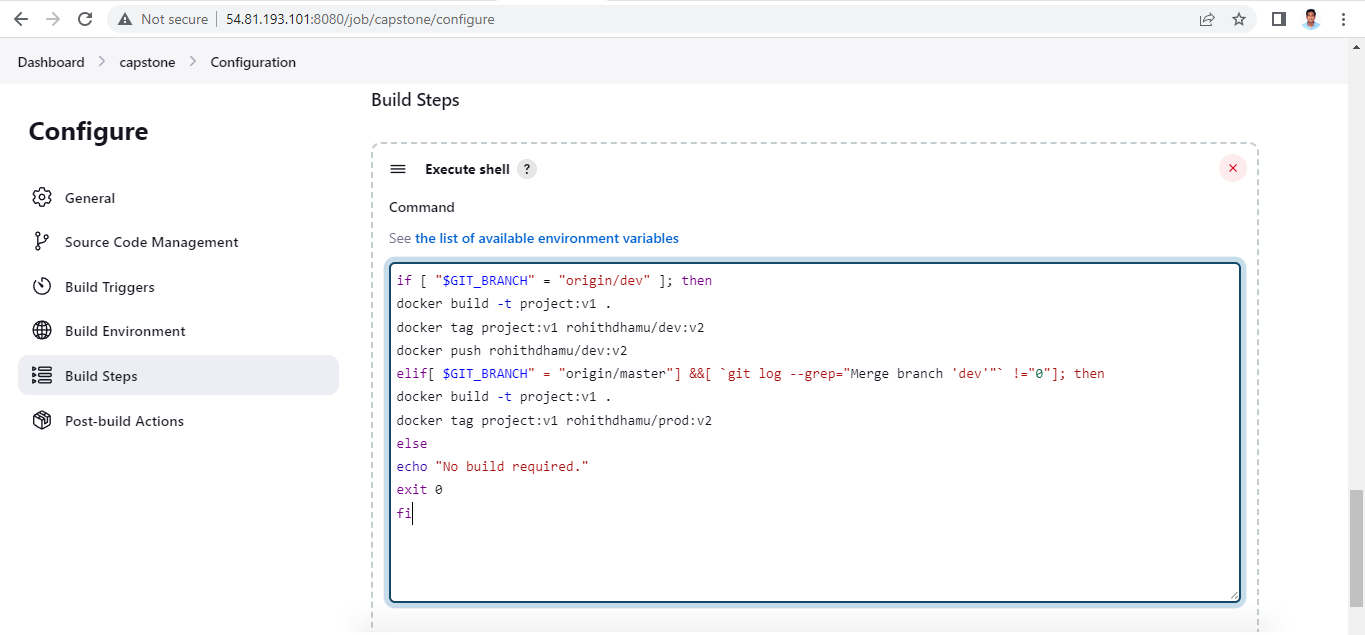 Not secure
54.81.193.101:8080/job/capstone/configure
Dashboard
capstone
Configuration
Configure
General
Source Code Management
Build Triggers
Build Environment
Build Steps
Post-build Actions
Build Steps
Execute shell ?
Command
See the list of available environment variables
if [ "$GIT_BRANCH" = "origin/dev" ]; then
docker build -t project:v1 .
docker tag project:v1 rohithdhamu/dev:v2
docker push rohithdhamu/dev:v2
elif[ $GIT_BRANCH" = "origin/master"] &&[ `git log --grep="Merge branch 'dev'"` !="0"]; then
docker build -t project:v1 .
docker tag project:v1 rohithdhamu/prod:v2
else
echo "No build required."
exit 0
fi